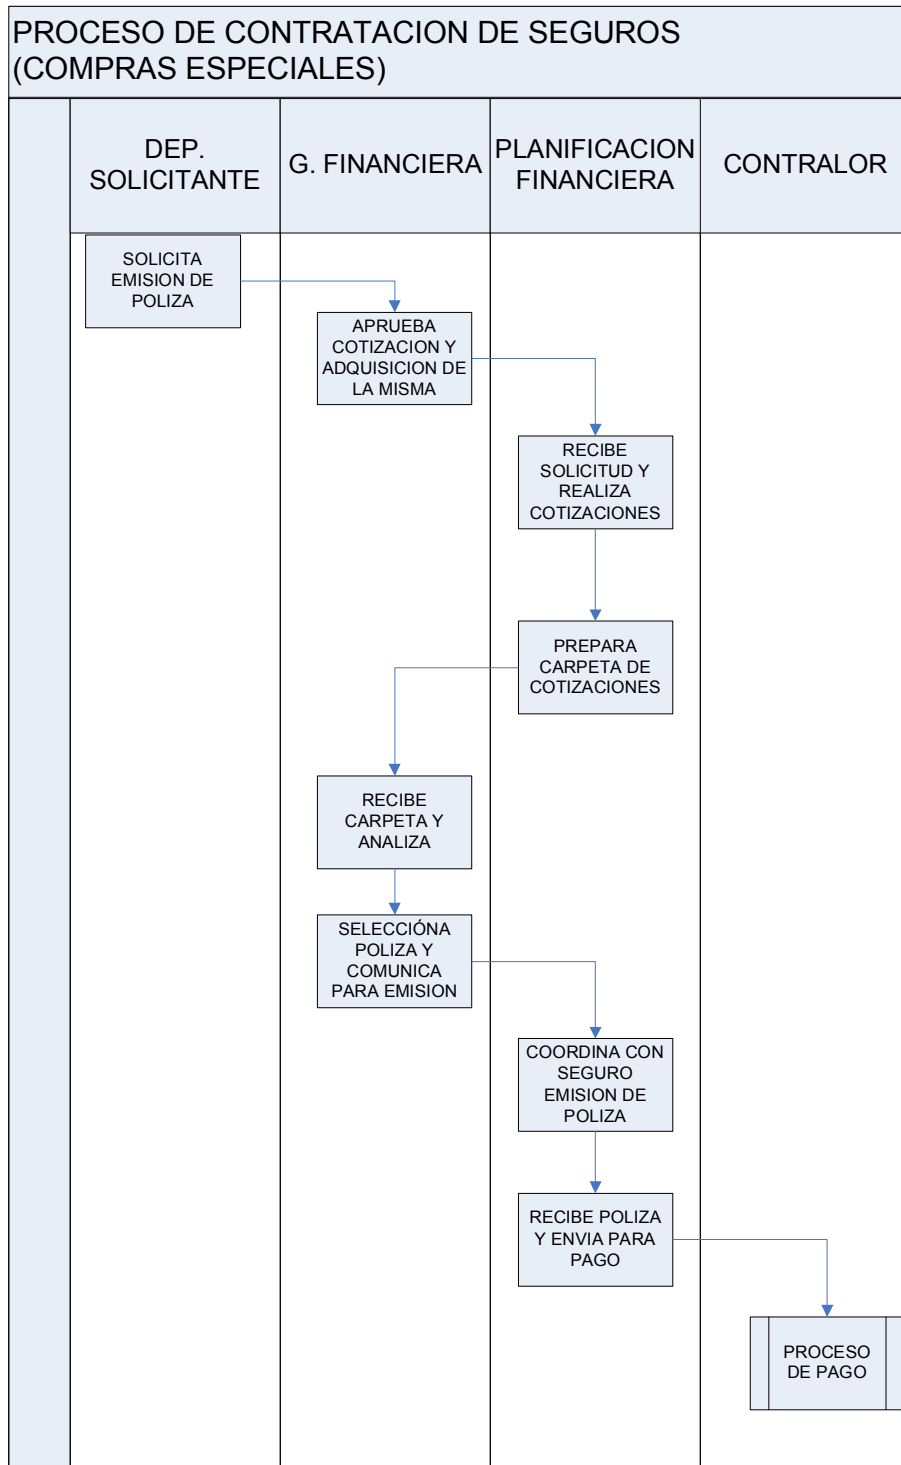 PROCESO DE CONTRATACION DE SEGUROS
(COMPRAS ESPECIALES)
DEP.
SOLICITANTE
G. FINANCIERA
PLANIFICACION
FINANCIERA
CONTRALOR
SOLICITA
EMISION DE
POLIZA
APRUEBA
COTIZACION Y
ADQUISICION DE
LA MISMA
RECIBE
SOLICITUD Y
REALIZA
COTIZACIONES
PREPARA
CARPETA DE
COTIZACIONES
RECIBE
CARPETA Y
ANALIZA
SELECCIÓNA
POLIZA Y
COMUNICA
PARA EMISION
COORDINA CON
SEGURO
EMISION DE
POLIZA
RECIBE POLIZA
Y ENVIA PARA
PAGO
PROCESO
DE PAGO